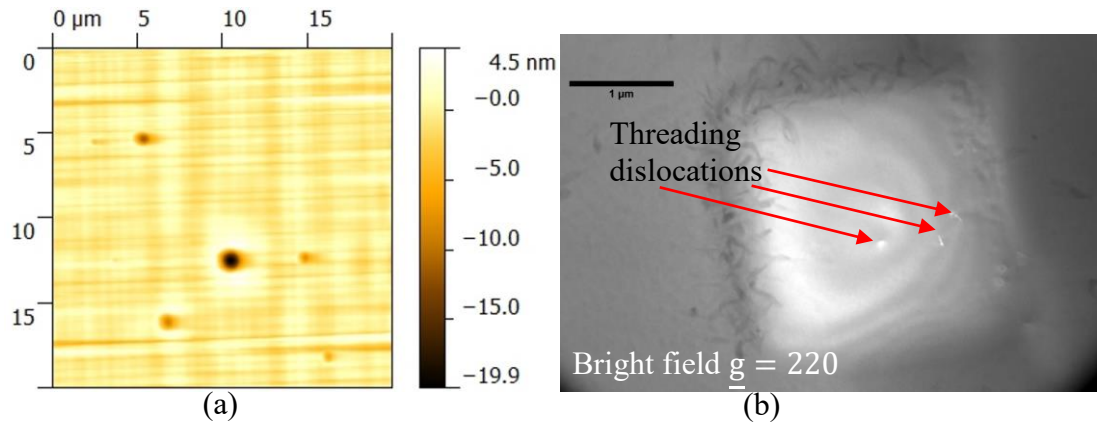 0 µm
5
10
15
0
5
10
15
4.5 nm
−0.0
−5.0
−10.0
−15.0
−19.9
(a)
1 µm
Threading
dislocations
Bright field g = 220
(b)